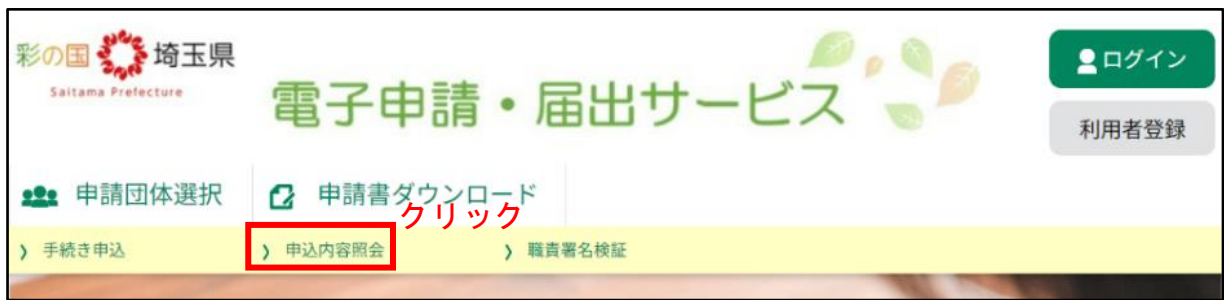 彩の国 埼玉県
Saitama Prefecture
電子申請・届出サービス
ログイン
利用者登録
申請団体選択
申請書ダウンロード
クリック
手続き申込
申込内容照会
職責署名検証